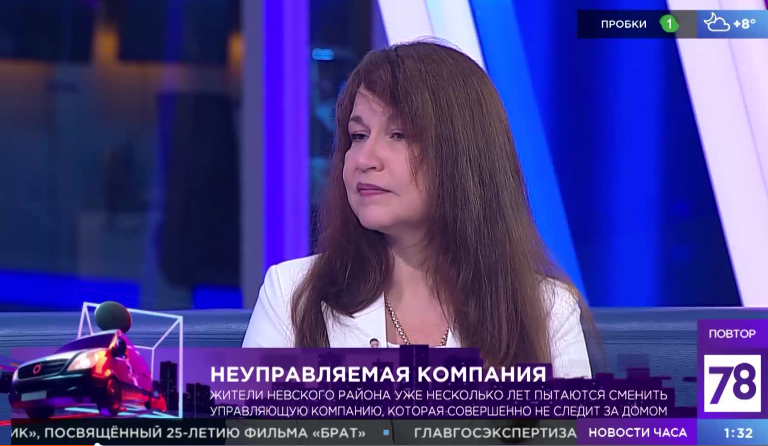 ПРОБКИ 1 +8°
НЕУПРАВЛЯЕМАЯ КОМПАНИЯ
ЖИТЕЛИ НЕВСКОГО РАЙОНА УЖЕ НЕСКОЛЬКО ЛЕТ ПЫТАЮТСЯ СМЕНИТЬ
УПРАВЛЯЮЩУЮ КОМПАНИЮ, КОТОРАЯ СОВЕРШЕННО НЕ СЛЕДИТ ЗА ДОМОМ
ПОВТОР
78
ИК», ПОСВЯЩЁННЫЙ 25-ЛЕТИЮ ФИЛЬМА «БРАТ» • ГЛАВГОСЭКСПЕРТИЗА
НОВОСТИ ЧАСА
1:32